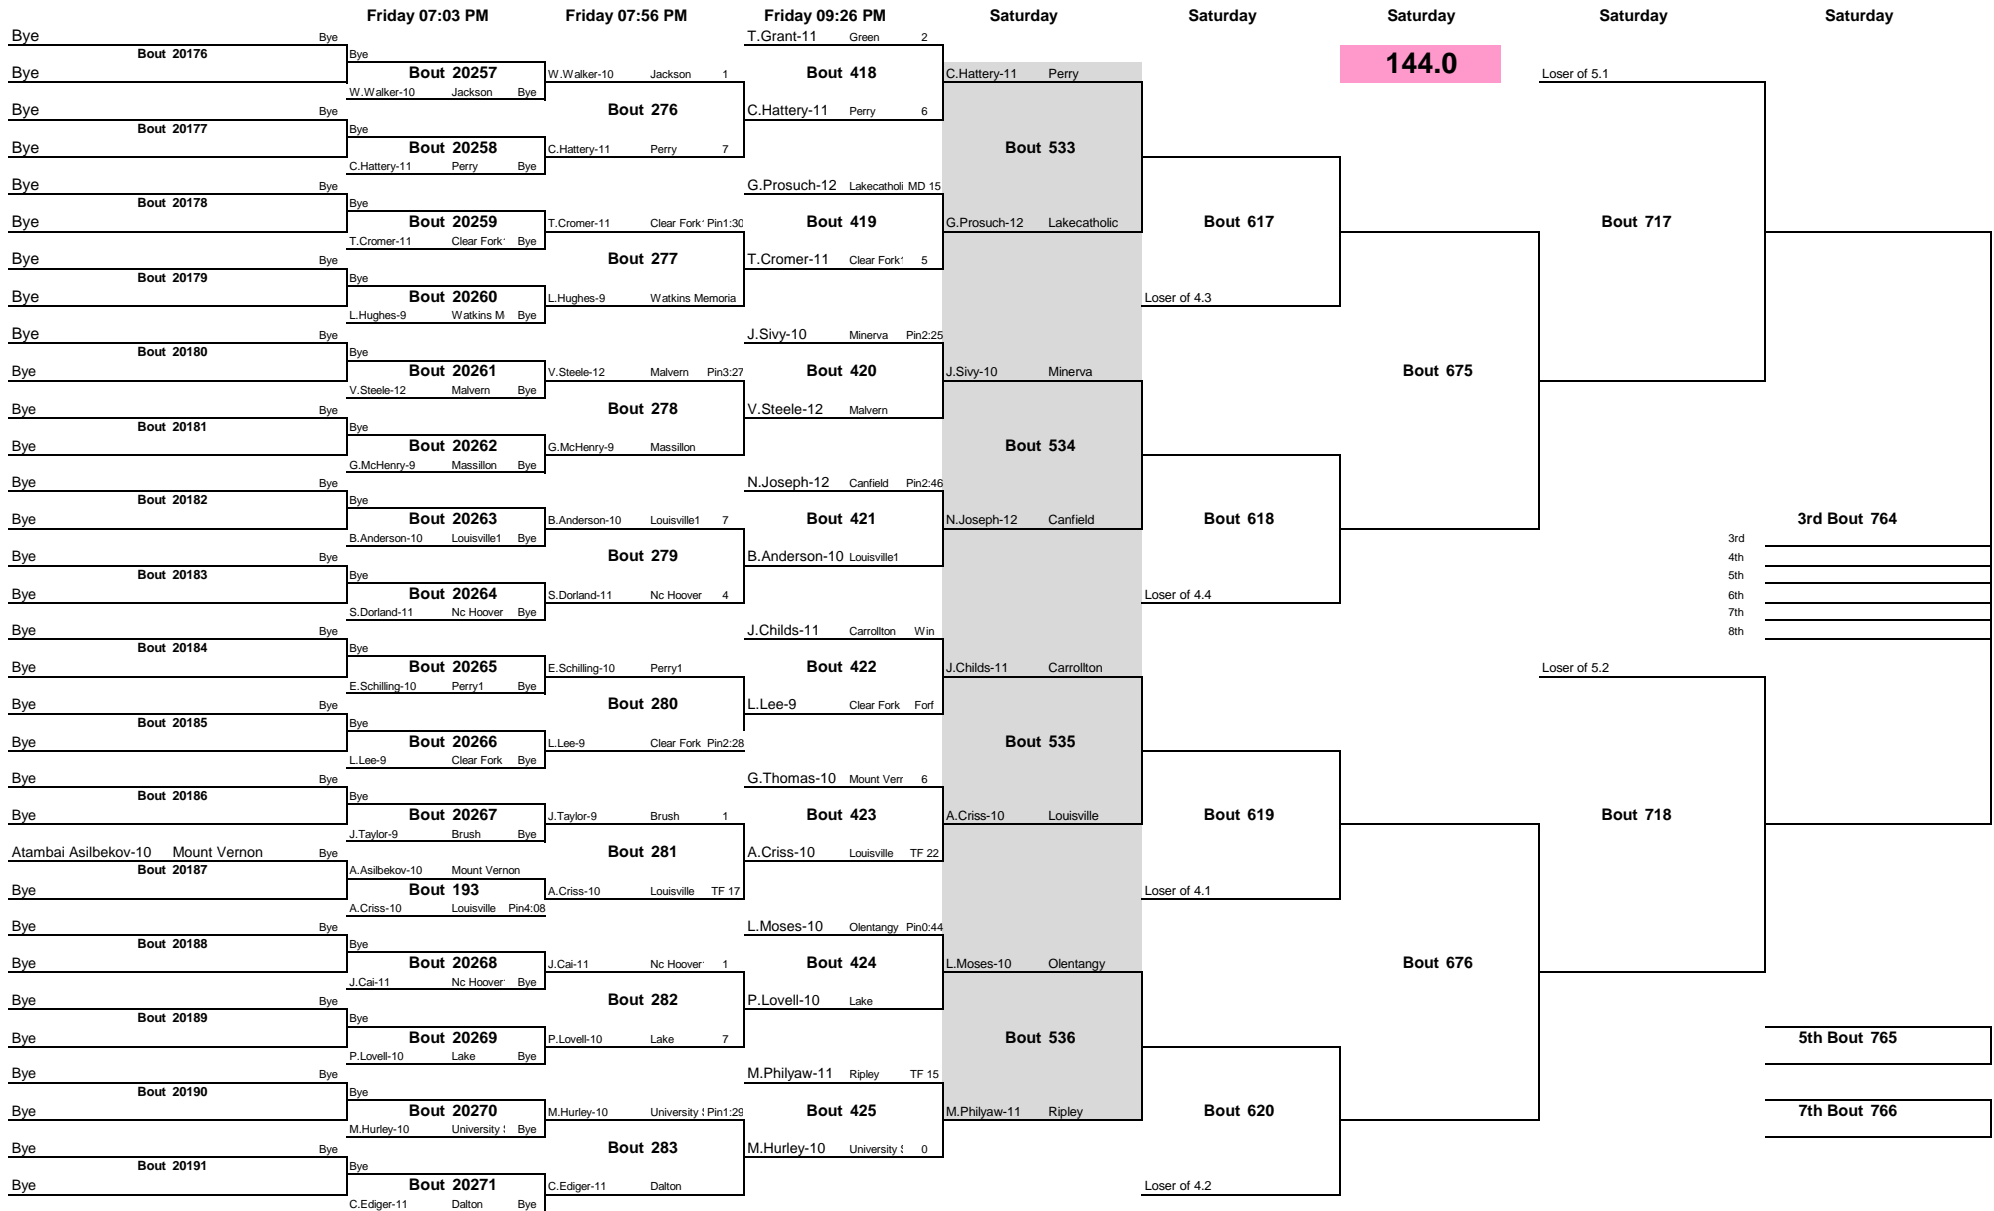 Friday 07:03 PM Friday 07:56 PM Friday 09:26 PM Saturday Saturday Saturday Saturday Saturday
144.0
Bye Bye
Bout 20176
Bye
Bye Bye
Bout 20177
Bye
Bye Bye
Bout 20178
Bye
Bye Bye
Bout 20179
Bye
Bye Bye
Bout 20180
Bye
Bye Bye
Bout 20181
Bye
Bye Bye
Bout 20182
Bye
Bye Bye
Bout 20183
Bye
Bye Bye
Bout 20184
Bye
Bye Bye
Bout 20185
Bye
Bye Bye
Bout 20186
Bye
Atambai Asilbekov-10 Mount Vernon Bye
Bout 20187
Bye
Bye Bye
Bout 20188
Bye
Bye Bye
Bout 20189
Bye
Bye Bye
Bout 20190
Bye
Bye Bye
Bout 20191
Bye
Bye
Bout 20257
W.Walker-10 Jackson Bye
Bye
Bout 20258
C.Hattery-11 Perry Bye
Bye
Bout 20259
T.Cromer-11 Clear Fork Bye
Bye
Bout 20260
L.Hughes-9 Watkins M Bye
Bye
Bout 20261
V.Steele-12 Malvern Bye
Bye
Bout 20262
G.McHenry-9 Massillon Bye
Bye
Bout 20263
B.Anderson-10 Louisville1 Bye
Bye
Bout 20264
S.Dorland-11 Nc Hoover Bye
Bye
Bout 20265
E.Schilling-10 Perry1 Bye
Bye
Bout 20266
L.Lee-9 Clear Fork Bye
Bye
Bout 20267
J.Taylor-9 Brush Bye
A.Asilbekov-10 Mount Vernon
Bout 193
A.Criss-10 Louisville Pin4:08
Bye
Bout 20268
J.Cai-11 Nc Hoover Bye
Bye
Bout 20269
P.Lovell-10 Lake Bye
Bye
Bout 20270
M.Hurley-10 University Bye
Bye
Bout 20271
C.Ediger-11 Dalton Bye
W.Walker-10 Jackson 1
Bout 276
C.Hattery-11 Perry 7
T.Cromer-11 Clear Fork Pin1:30
Bout 277
L.Hughes-9 Watkins Memoria
V.Steele-12 Malvern Pin3:27
Bout 278
G.McHenry-9 Massillon
B.Anderson-10 Louisville1 7
Bout 279
S.Dorland-11 Nc Hoover 4
E.Schilling-10 Perry1
Bout 280
L.Lee-9 Clear Fork Pin2:28
J.Taylor-9 Brush 1
Bout 281
A.Criss-10 Louisville TF 17
J.Cai-11 Nc Hoover 1
Bout 282
P.Lovell-10 Lake 7
M.Hurley-10 University Pin1:29
Bout 283
C.Ediger-11 Dalton
T.Grant-11 Green 2
Bout 418
C.Hattery-11 Perry 6
G.Prosuch-12 Lakecatholi MD 15
Bout 419
T.Cromer-11 Clear Fork 5
J.Sivy-10 Minerva Pin2:25
Bout 420
V.Steele-12 Malvern
N.Joseph-12 Canfield Pin2:46
Bout 421
B.Anderson-10 Louisville1
J.Childs-11 Carrollton Win
Bout 422
L.Lee-9 Clear Fork Forf
G.Thomas-10 Mount Verr 6
Bout 423
A.Criss-10 Louisville TF 22
L.Moses-10 Olentangy Pin0:44
Bout 424
P.Lovell-10 Lake
M.Philyaw-11 Ripley TF 15
Bout 425
M.Hurley-10 University 0
C.Hattery-11 Perry
Bout 533
G.Prosuch-12 Lakecatholic
J.Sivy-10 Minerva
Bout 534
N.Joseph-12 Canfield
J.Childs-11 Carrollton
Bout 535
A.Criss-10 Louisville
L.Moses-10 Olentangy
Bout 536
M.Philyaw-11 Ripley
Bout 617
Loser of 4.3
Bout 618
Loser of 4.4
Bout 619
Loser of 4.1
Bout 620
Loser of 4.2
Bout 675
Bout 676
Loser of 5.1
Bout 717
Loser of 5.2
Bout 718
3rd Bout 764
3rd
4th
5th
6th
7th
8th
5th Bout 765
7th Bout 766